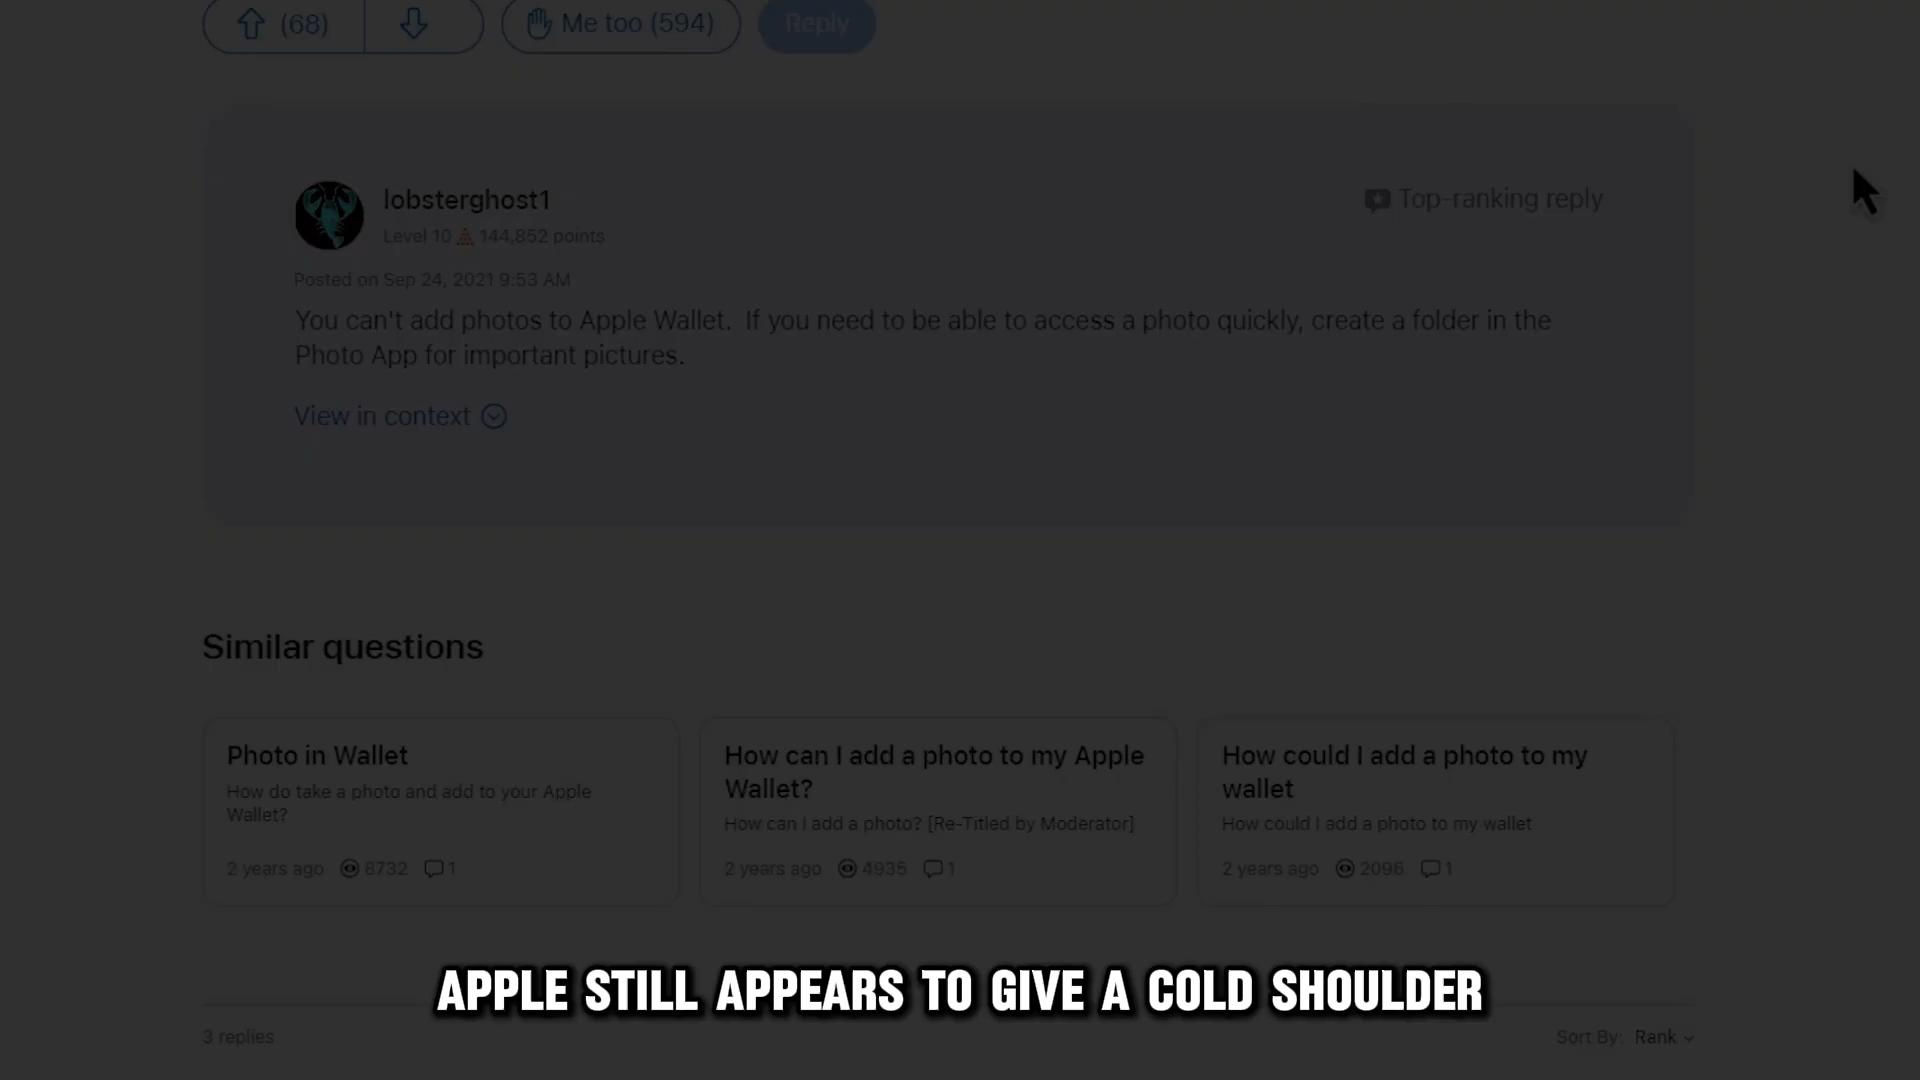 (68)
Me too (594)
Reply
lobsterghost1
Top-ranking reply
Level 10 144,852 points
Posted on Sep 24, 2021 9:53 AM
You can't add photos to Apple Wallet. If you need to be able to access a photo quickly, create a folder in the
Photo App for important pictures.
View in context
Similar questions
Photo in Wallet
How do take a photo and add to your Apple
Wallet?
2 years ago 8732 1
How can I add a photo to my Apple
Wallet?
How can I add a photo? [Re-Titled by Moderator]
2 years ago 4935 1
How could I add a photo to my
wallet
How could I add a photo to my wallet
2 years ago 2096 1
APPLE STILL APPEARS TO GIVE A COLD SHOULDER
3 replies
Sort By: Rank